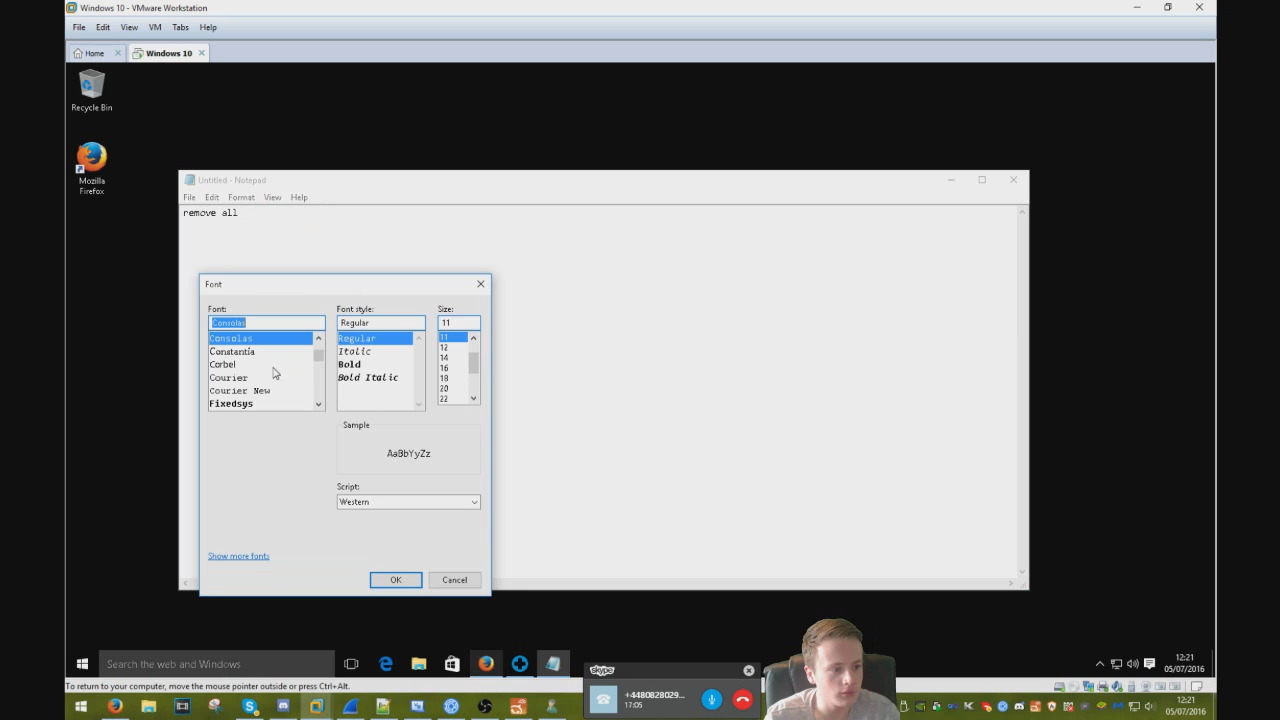 Windows 10 - VMware Workstation
File Edit View VM Tabs Help
Home Windows 10
Recycle Bin
Mozilla
Firefox
Untitled - Notepad
File Edit Format View Help
remove all
Font
Font: Font style: Size:
Consolas Regular 11
Consolas Regular 11
Constantia Italic 12
Corbel Bold 14
Courier Bold Italic 16
Courier New 18
Fixedsys 20
22
Sample
AaBbYyZz
Script:
Western
Show more fonts
OK Cancel
Search the web and Windows
12:21
05/07/2016
skype
+4480828029...
17:05
To return to your computer, move the mouse pointer outside or press Ctrl+Alt.
12:21
05/07/2016